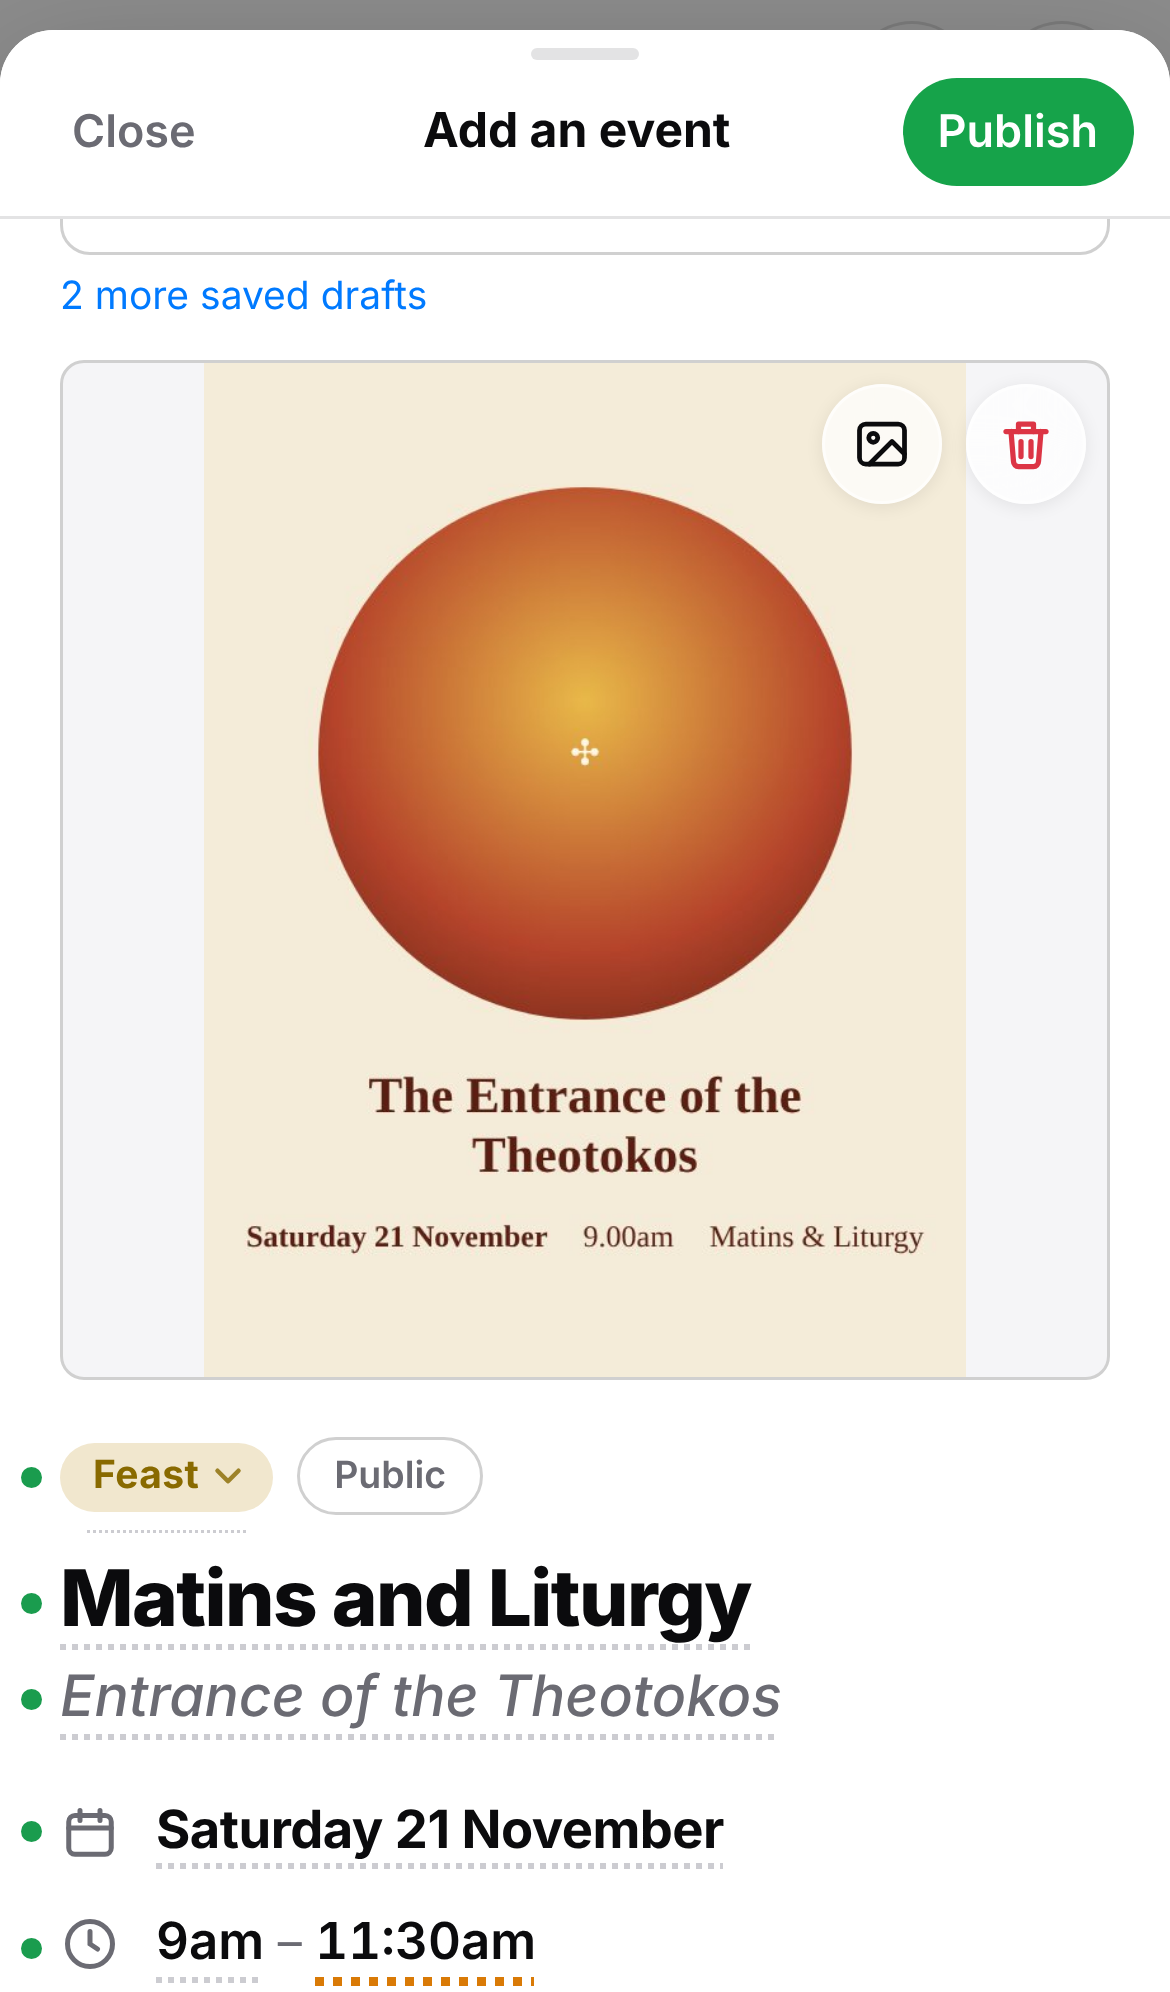 Close
Add an event
Publish
2 more saved drafts
The Entrance of the
Theotokos
Saturday 21 November 9.00am Matins & Liturgy
Feast
Public
Matins and Liturgy
Entrance of the Theotokos
Saturday 21 November
9am – 11:30am